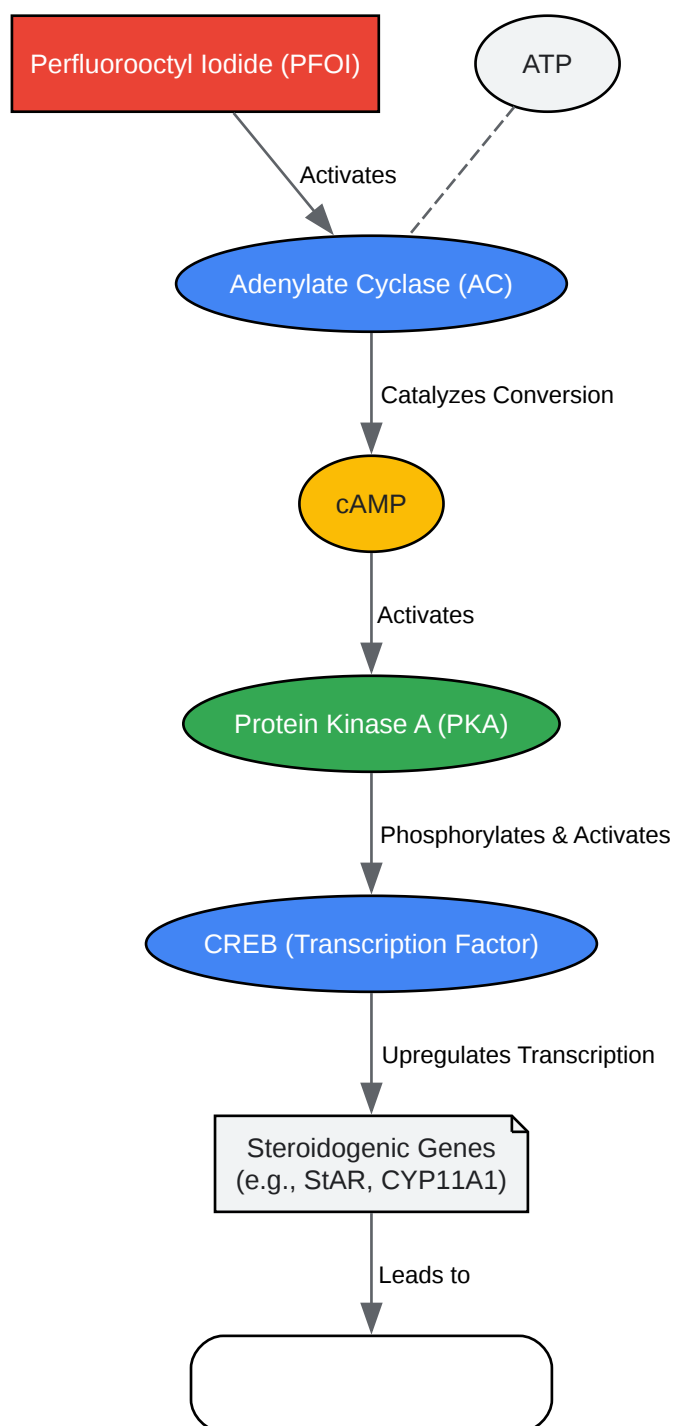 Perfluorooctyl Iodide (PFOI)
ATP
Activates
Adenylate Cyclase (AC)
Catalyzes Conversion
cAMP
Activates
Protein Kinase A (PKA)
Phosphorylates & Activates
CREB (Transcription Factor)
Upregulates Transcription
Steroidogenic Genes
(e.g., StAR, CYP11A1)
Leads to